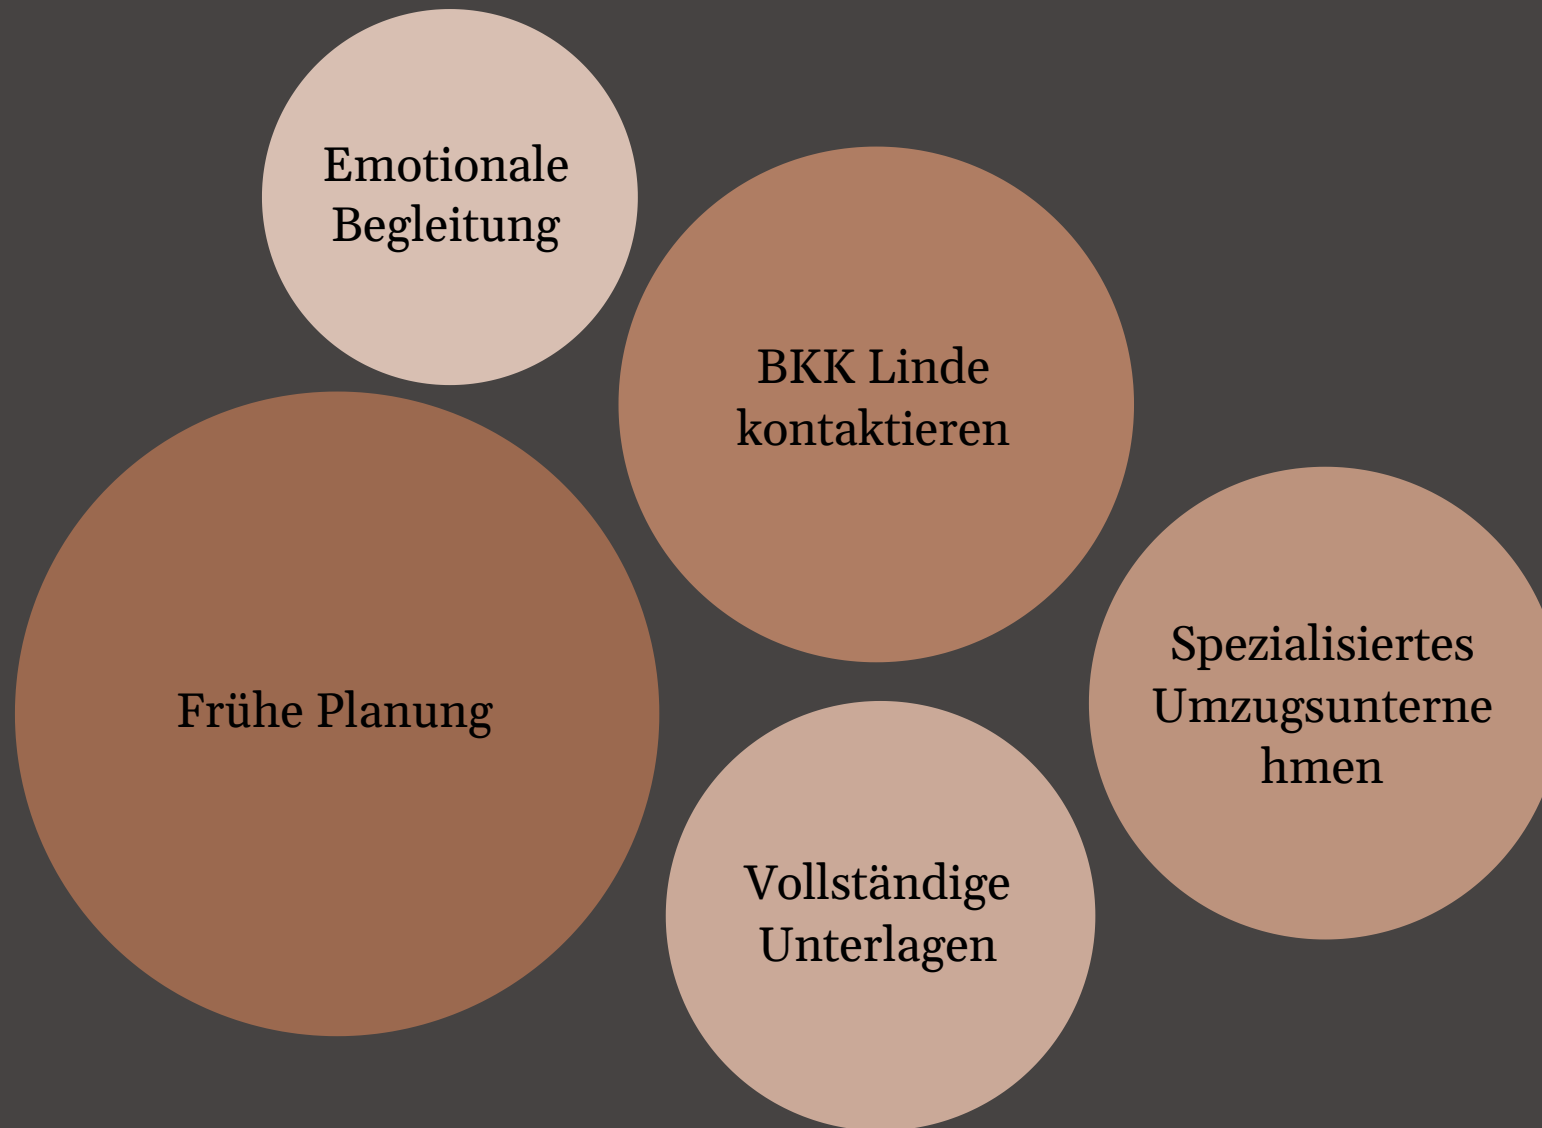 Emotionale
Begleitung
BKK Linde
kontaktieren
Frühe Planung
Spezialisiertes
Umzugsunterne
hmen
Vollständige
Unterlagen